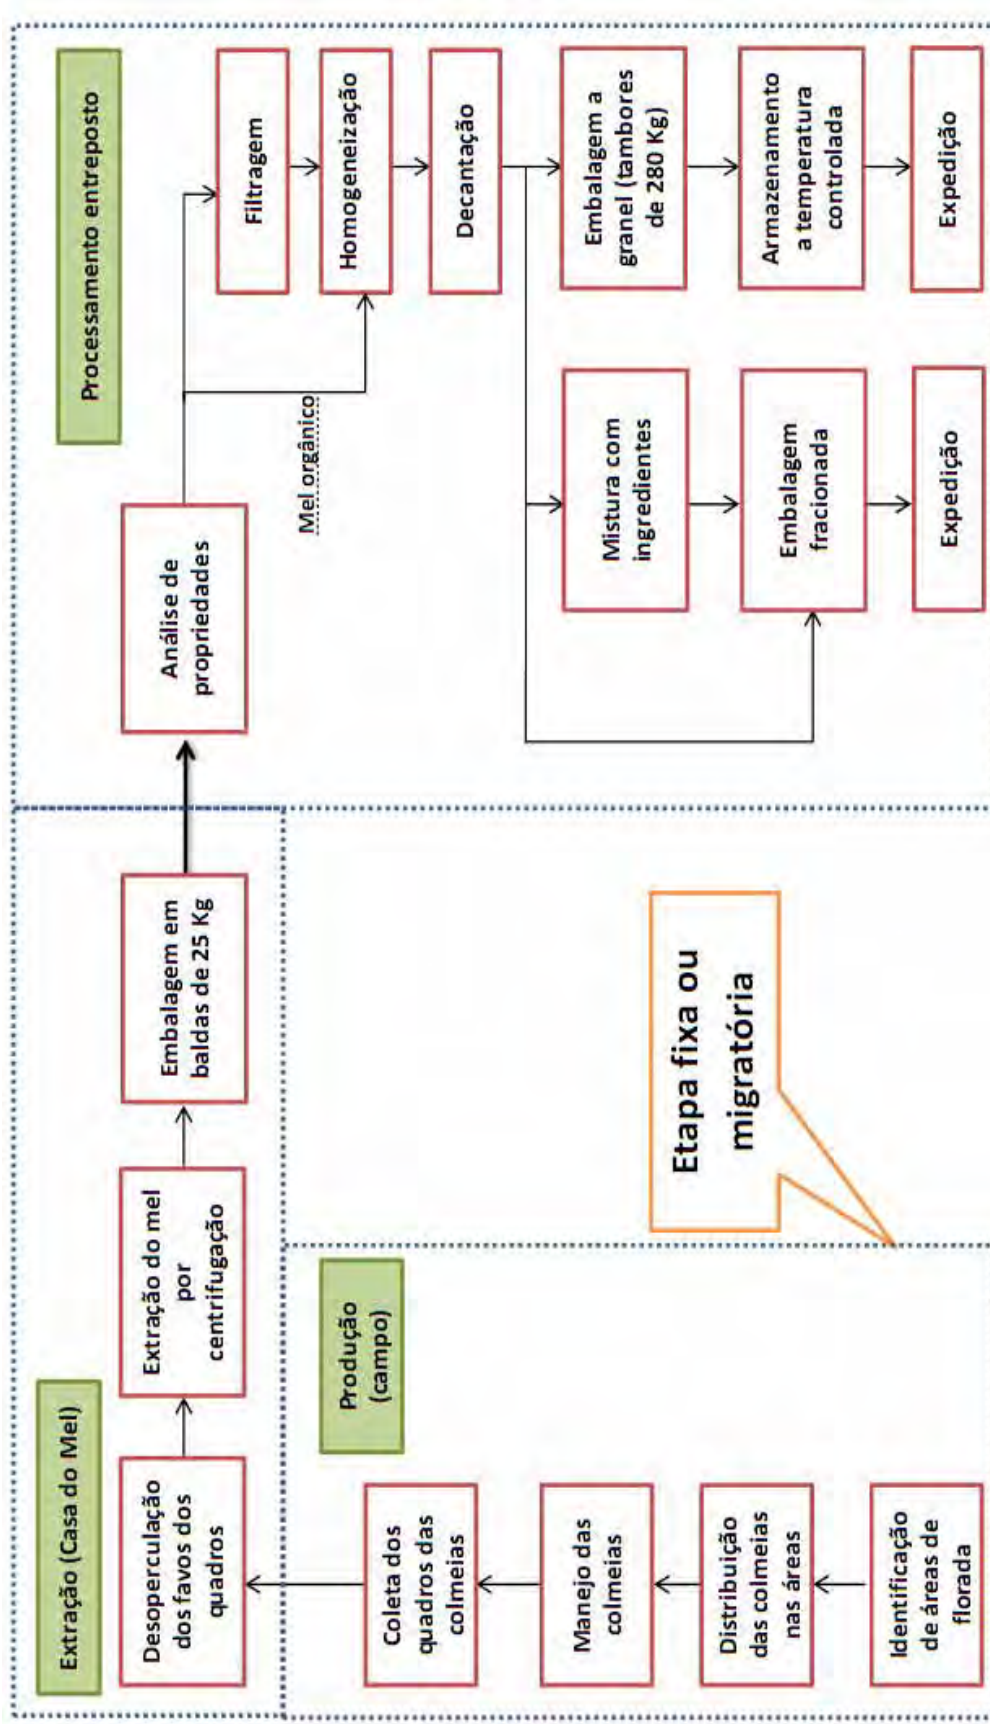 Extração (Casa do Mel)
Desoperculação
dos favos dos
quadros
Extração do mel
por
centrifugação
Embalagem em
baldas de 25 Kg
Produção
(campo)
Coleta dos
quadros das
colmeias
Manejo das
colmeias
Distribuição
das colmeias
nas áreas
Identificação
de áreas de
florada
Etapa fixa ou
migratória
Processamento entreposto
Análise de
propriedades
Mel orgânico
Filtragem
Homogeneização
Decantação
Embalagem a
granel (tambores
de 280 Kg)
Armazenamento
a temperatura
controlada
Expedição
Mistura com
ingredientes
Embalagem
fracionada
Expedição